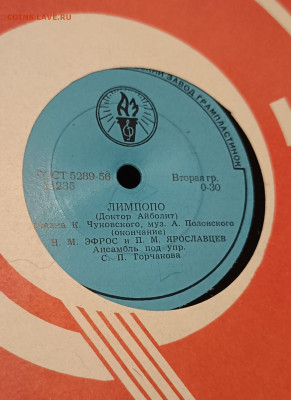 COINS.LAVE.RU
ЗАВОД ГРАМПЛАСТИНОК
ГОСТ 5289-56
Вторая гр.
0-30
ЛИМПОПО
(Доктор Айболит)
К. Чуковского, муз. А. Половского
(окончание)
Н. М. ЭФРОС и П. М. ЯРОСЛАВЦЕВ
Ансамбль под упр.
С. П. Горчакова